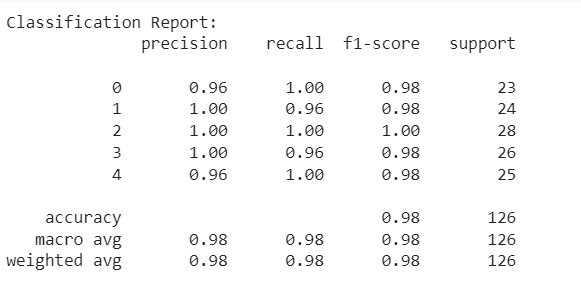 Classification Report:
precision recall f1-score support
0 0.96 1.00 0.98 23
1 1.00 0.96 0.98 24
2 1.00 1.00 1.00 28
3 1.00 0.96 0.98 26
4 0.96 1.00 0.98 25
accuracy 0.98 126
macro avg 0.98 0.98 0.98 126
weighted avg 0.98 0.98 0.98 126